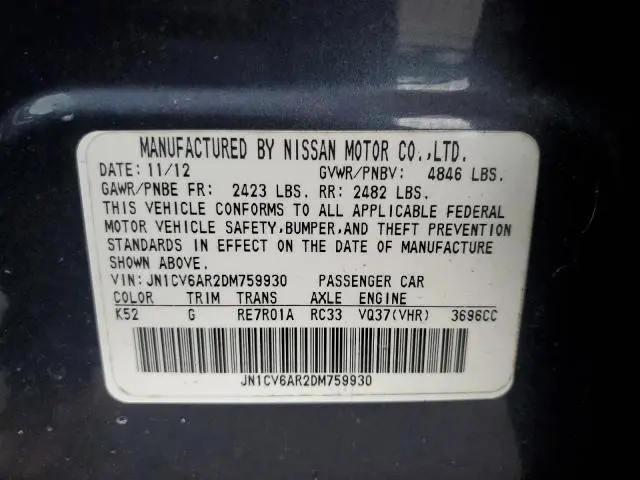 MANUFACTURED BY NISSAN MOTOR CO.,LTD.
DATE: 11/12 GVWR/PNBV: 4846 LBS.
GAWR/PNBE FR: 2423 LBS. RR: 2482 LBS.
THIS VEHICLE CONFORMS TO ALL APPLICABLE FEDERAL
MOTOR VEHICLE SAFETY,BUMPER,AND THEFT PREVENTION
STANDARDS IN EFFECT ON THE DATE OF MANUFACTURE
SHOWN ABOVE.
VIN:JN1CV6AR2DM759930 PASSENGER CAR
COLOR TRIM TRANS AXLE ENGINE
K52 G RE7R01A RC33 VQ37(VHR) 3696CC
JN1CV6AR2DM759930